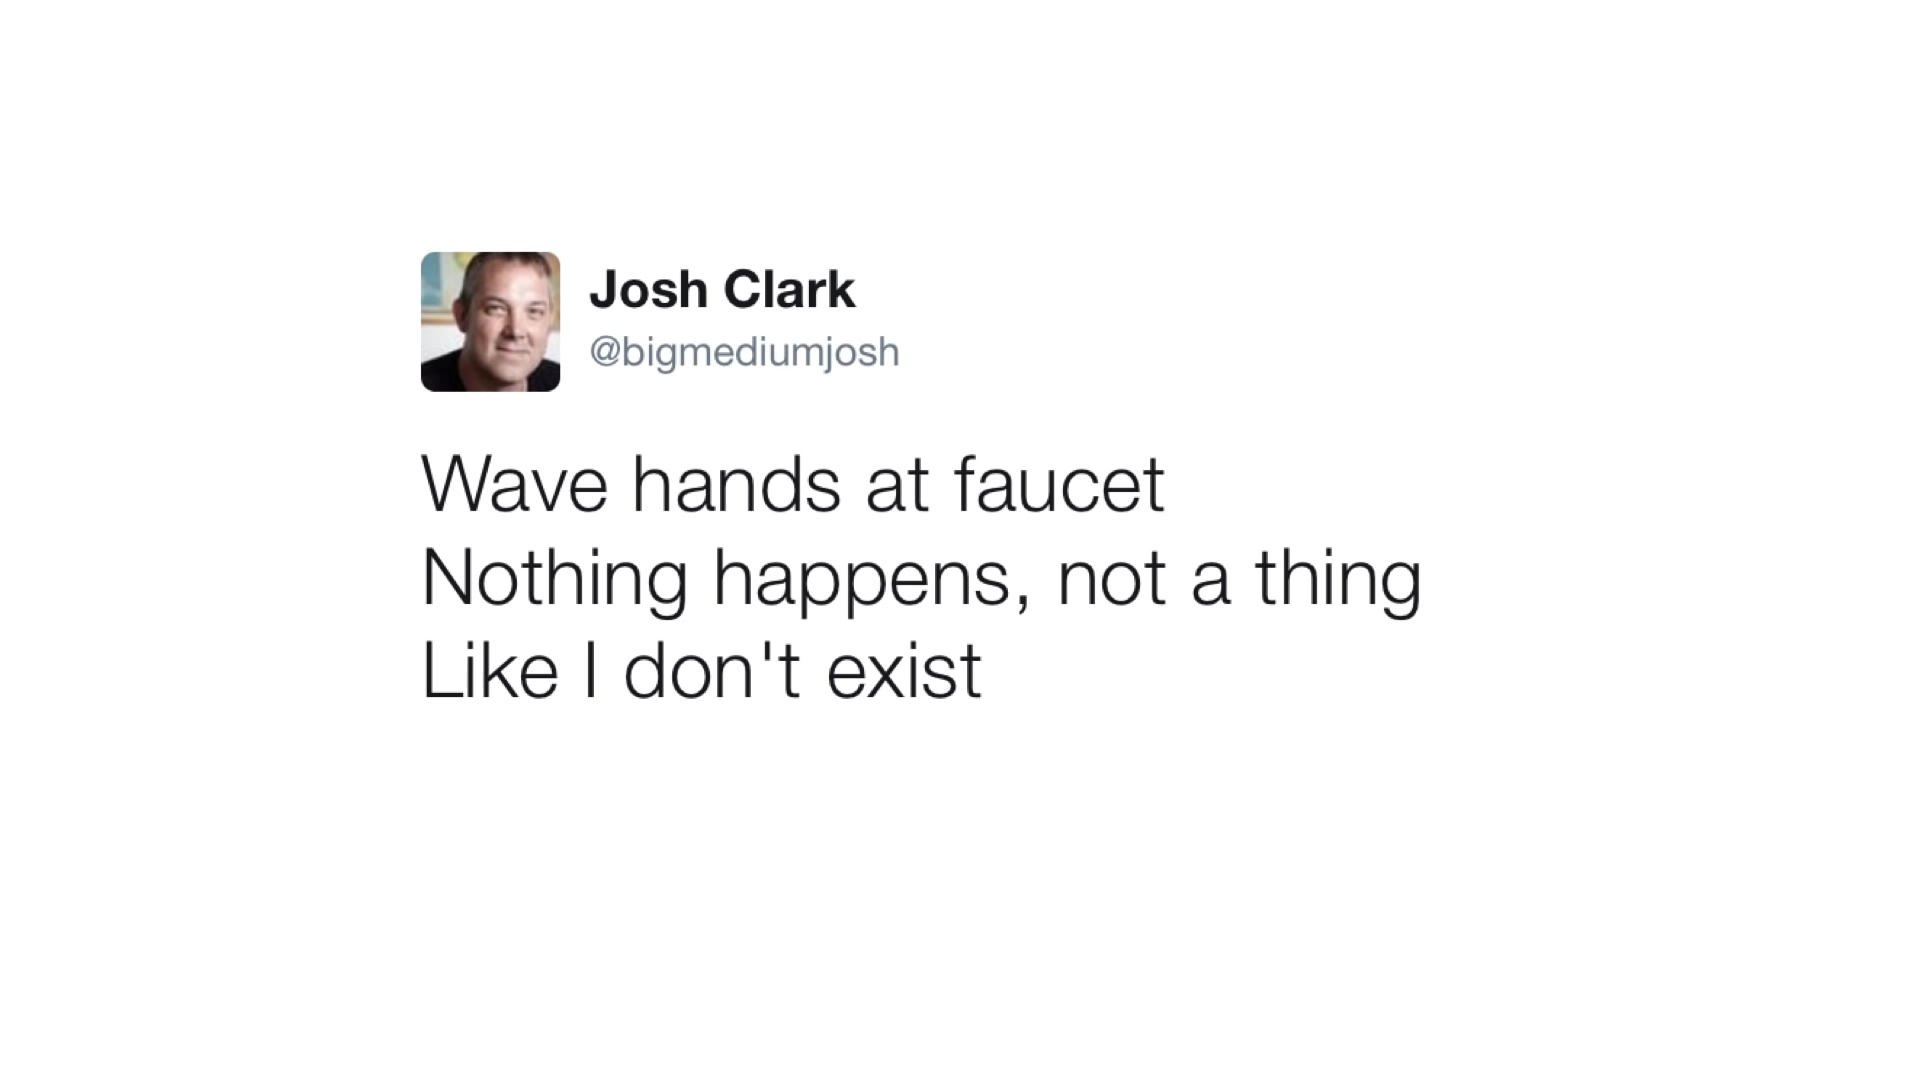 Josh Clark
@bigmediumjosh
Wave hands at faucet
Nothing happens, not a thing
Like I don't exist